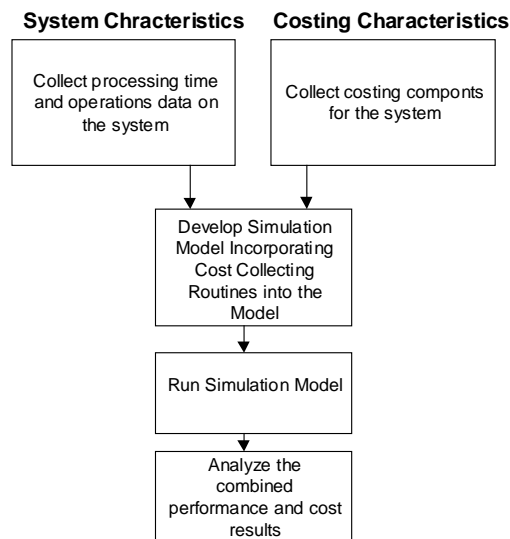 System Chracteristics
Costing Characteristics
Collect processing time
and operations data on
the system
Collect costing componts
for the system
Develop Simulation
Model Incorporating
Cost Collecting
Routines into the
Model
Run Simulation Model
Analyze the
combined
performance and cost
results